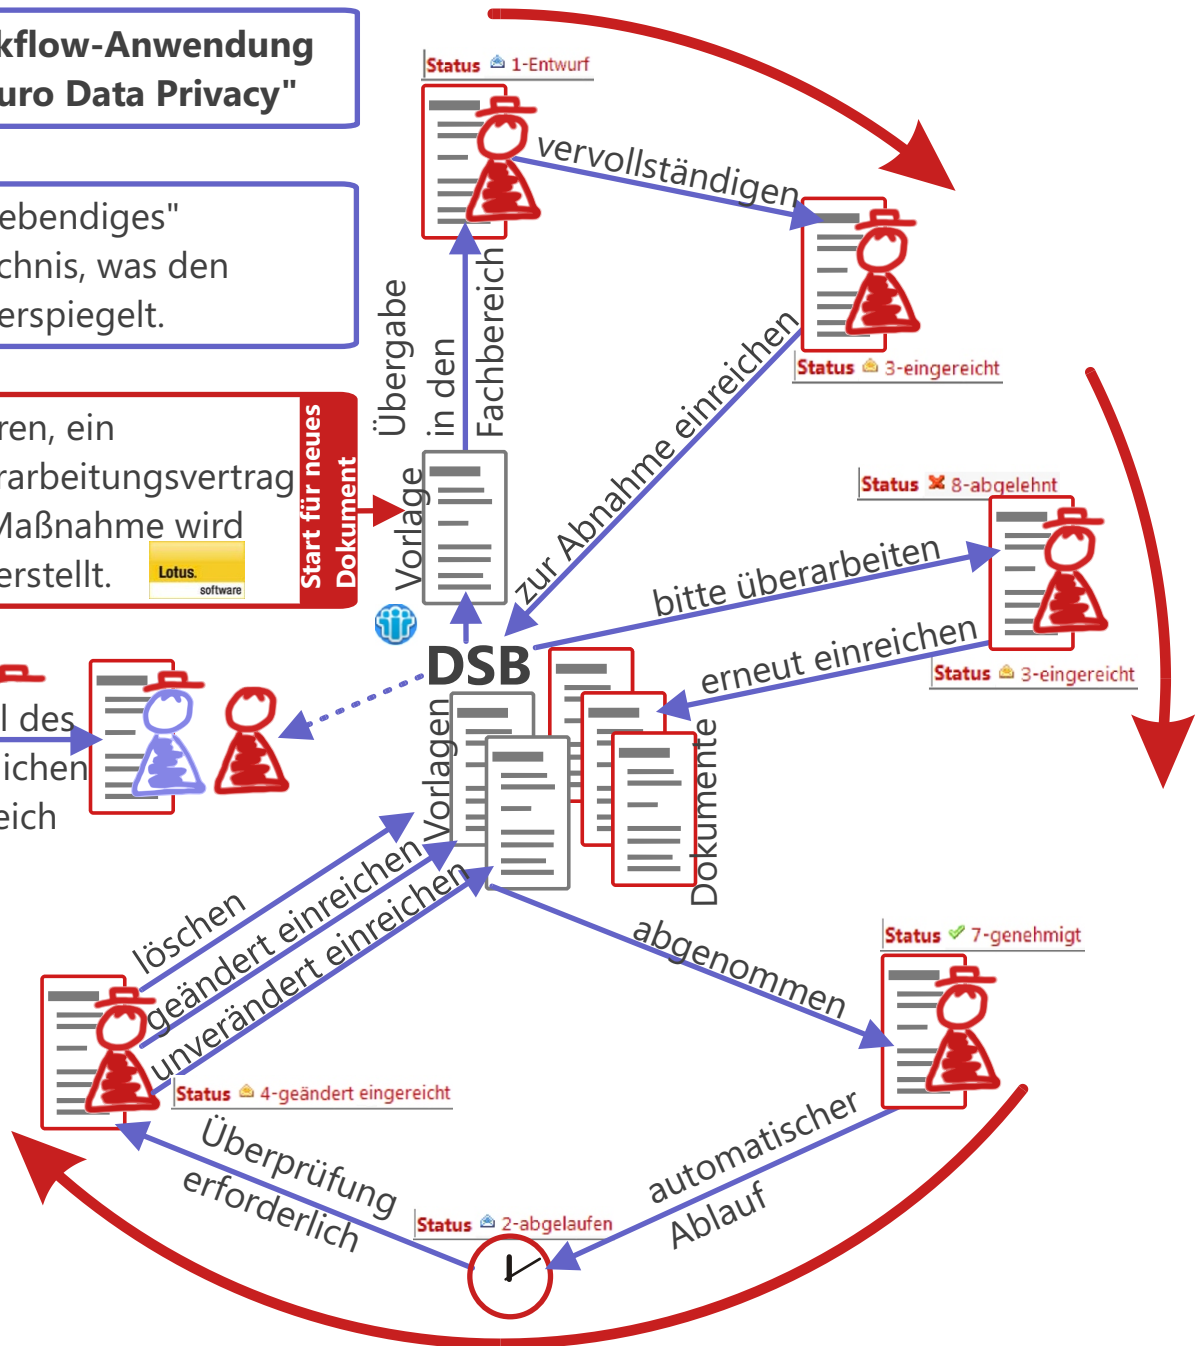 kflow-Anwendung
uro Data Privacy"
ebendiges"
chnis, was den
erspiegelt.
ren, ein
rarbeitungsvertrag
Maßnahme wird
erstellt.
Lotus.
software
Start für neues
Dokument
Status 1-Entwurf
vervollständigen
Übergabe
in den
Fachbereich
Status 3-eingereicht
zur Abnahme einreichen
Vorlage
Status 8-abgelehnt
bitte überarbeiten
erneut einreichen
Status 3-eingereicht
DSB
Vorlagen
Dokumente
l des
ichen
eich
löschen
geändert einreichen
unverändert einreichen
abgenommen
Status 7-genehmigt
Status 4-geändert eingereicht
Überprüfung
erforderlich
automatischer
Ablauf
Status 2-abgelaufen